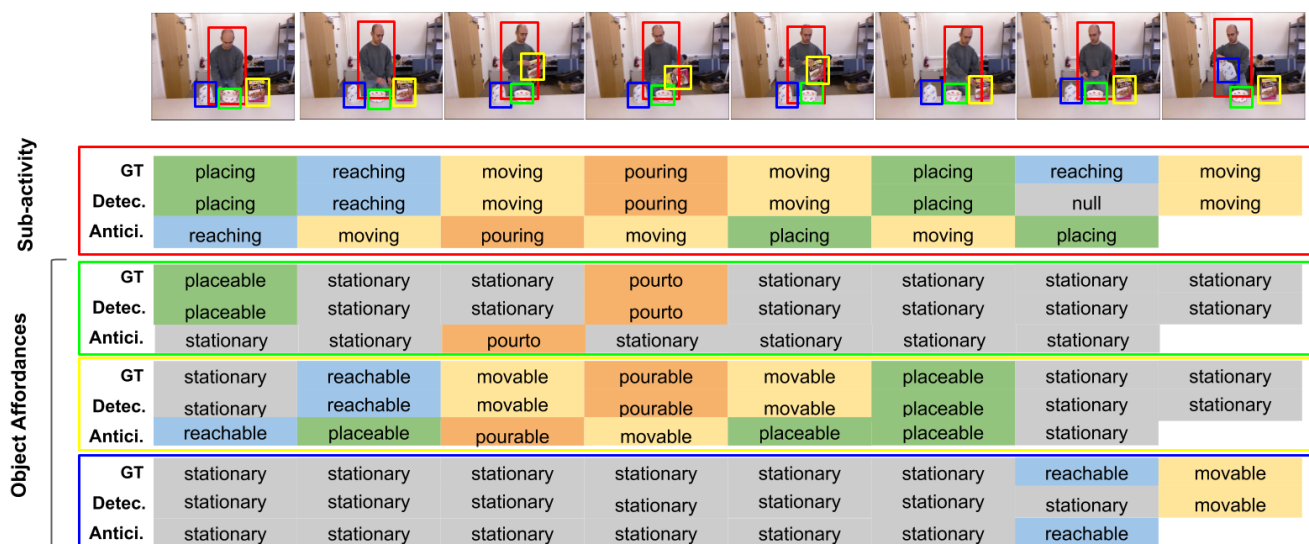 Sub-activity
GT placing reaching moving pouring moving placing reaching moving
Detec. placing reaching moving pouring moving placing null moving
Antici. reaching moving pouring moving placing moving placing
Object Affordances
GT placeable stationary stationary pourto stationary stationary stationary stationary
Detec. placeable stationary stationary pourto stationary stationary stationary stationary
Antici. stationary stationary pourto stationary stationary stationary stationary
GT stationary reachable movable pourable movable placeable stationary stationary
Detec. stationary reachable movable pourable movable placeable stationary stationary
Antici. reachable placeable pourable movable placeable placeable stationary
GT stationary stationary stationary stationary stationary stationary reachable movable
Detec. stationary stationary stationary stationary stationary stationary stationary movable
Antici. stationary stationary stationary stationary stationary stationary reachable